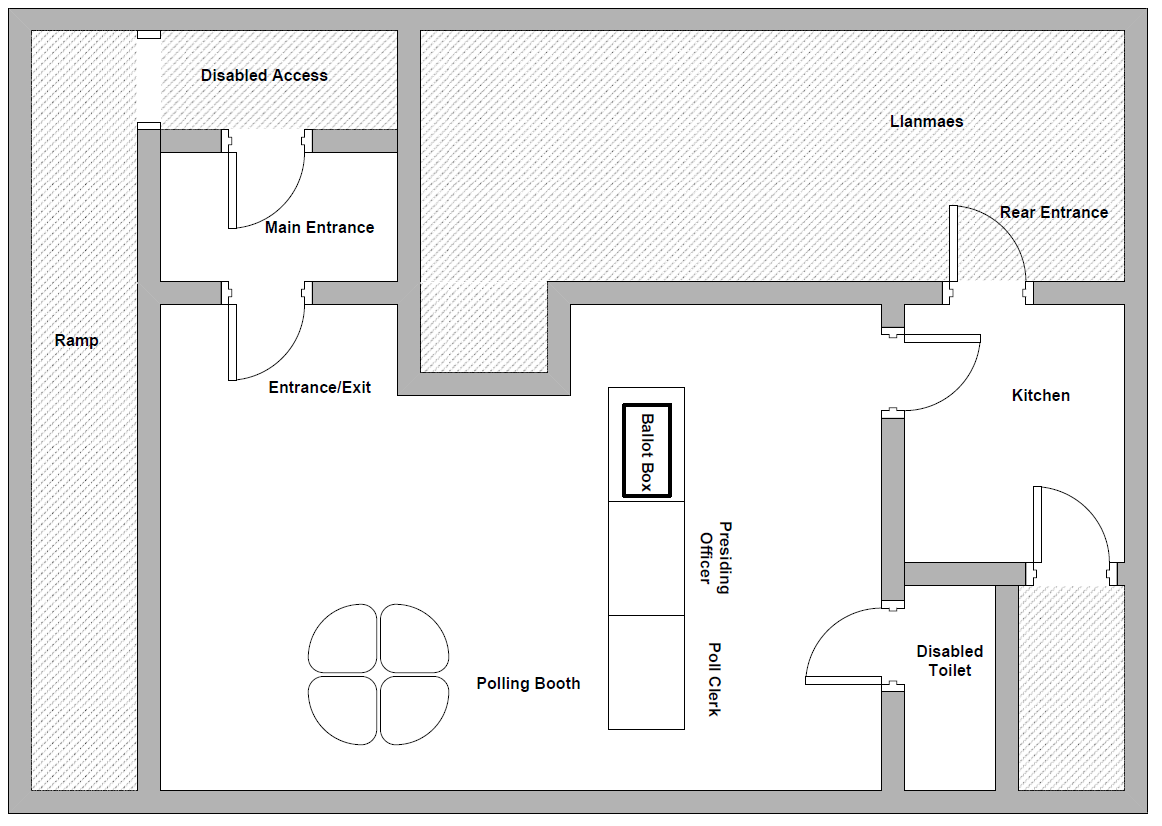 Disabled Access
Llanmaes
Rear Entrance
Main Entrance
Ramp
Entrance/Exit
Kitchen
Ballot Box
Presiding
Officer
Disabled
Toilet
Poll Clerk
Polling Booth